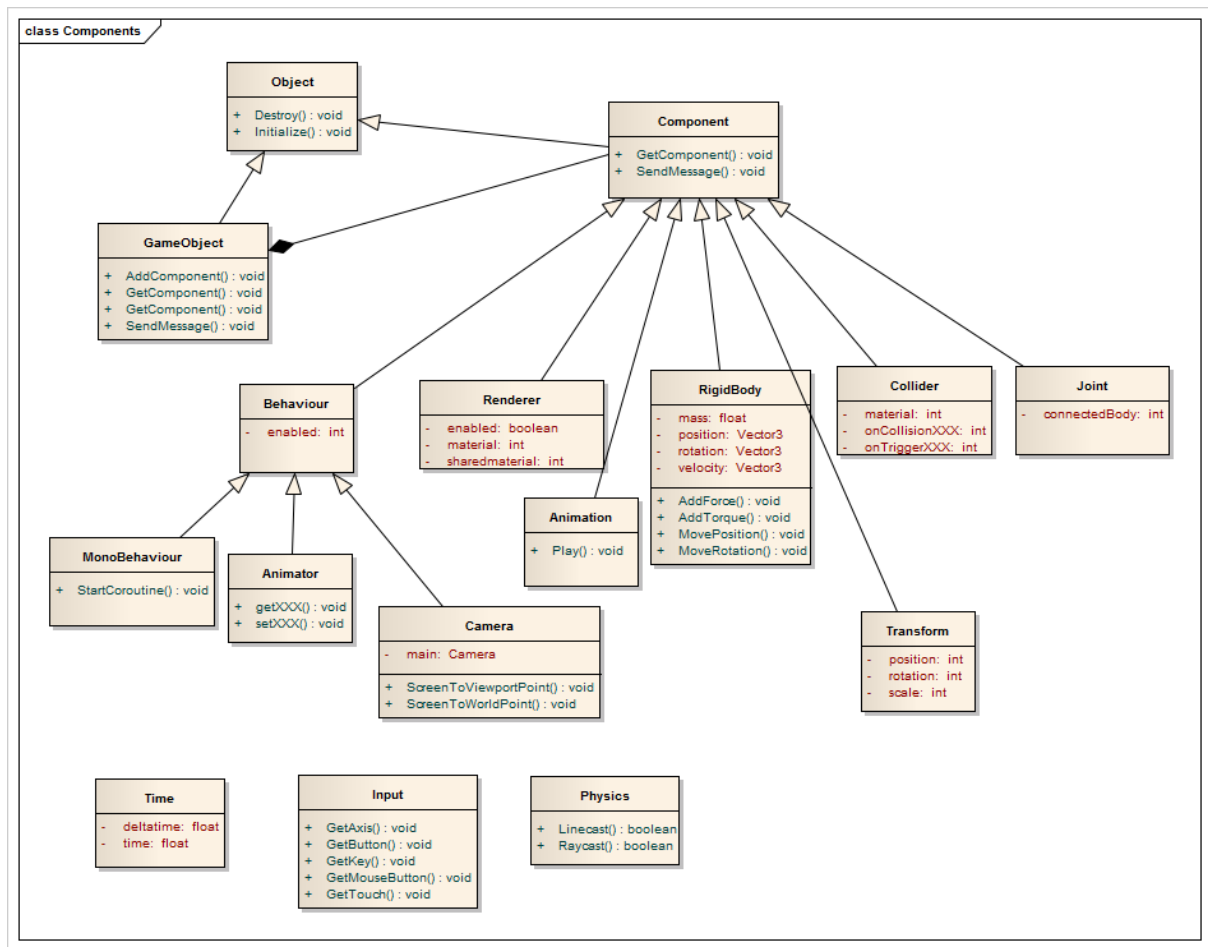 class Components
Object
+ Destroy() : void
+ Initialize() : void
Component
+ GetComponent() : void
+ SendMessage() : void
GameObject
+ AddComponent() : void
+ GetComponent() : void
+ GetComponent() : void
+ SendMessage() : void
Behaviour
- enabled: int
Renderer
- enabled: boolean
- material: int
- sharedmaterial: int
RigidBody
- mass: float
- position: Vector3
- rotation: Vector3
- velocity: Vector3
+ AddForce() : void
+ AddTorque() : void
+ MovePosition() : void
+ MoveRotation() : void
Collider
- material: int
- onCollisionXXX: int
- onTriggerXXX: int
Joint
- connectedBody: int
Animation
+ Play() : void
MonoBehaviour
+ StartCoroutine() : void
Animator
+ getXXX() : void
+ setXXX() : void
Camera
- main: Camera
+ ScreenToViewportPoint() : void
+ ScreenToWorldPoint() : void
Transform
- position: int
- rotation: int
- scale: int
Time
- deltatime: float
- time: float
Input
+ GetAxis() : void
+ GetButton() : void
+ GetKey() : void
+ GetMouseButton() : void
+ GetTouch() : void
Physics
+ Linecast() : boolean
+ Raycast() : boolean